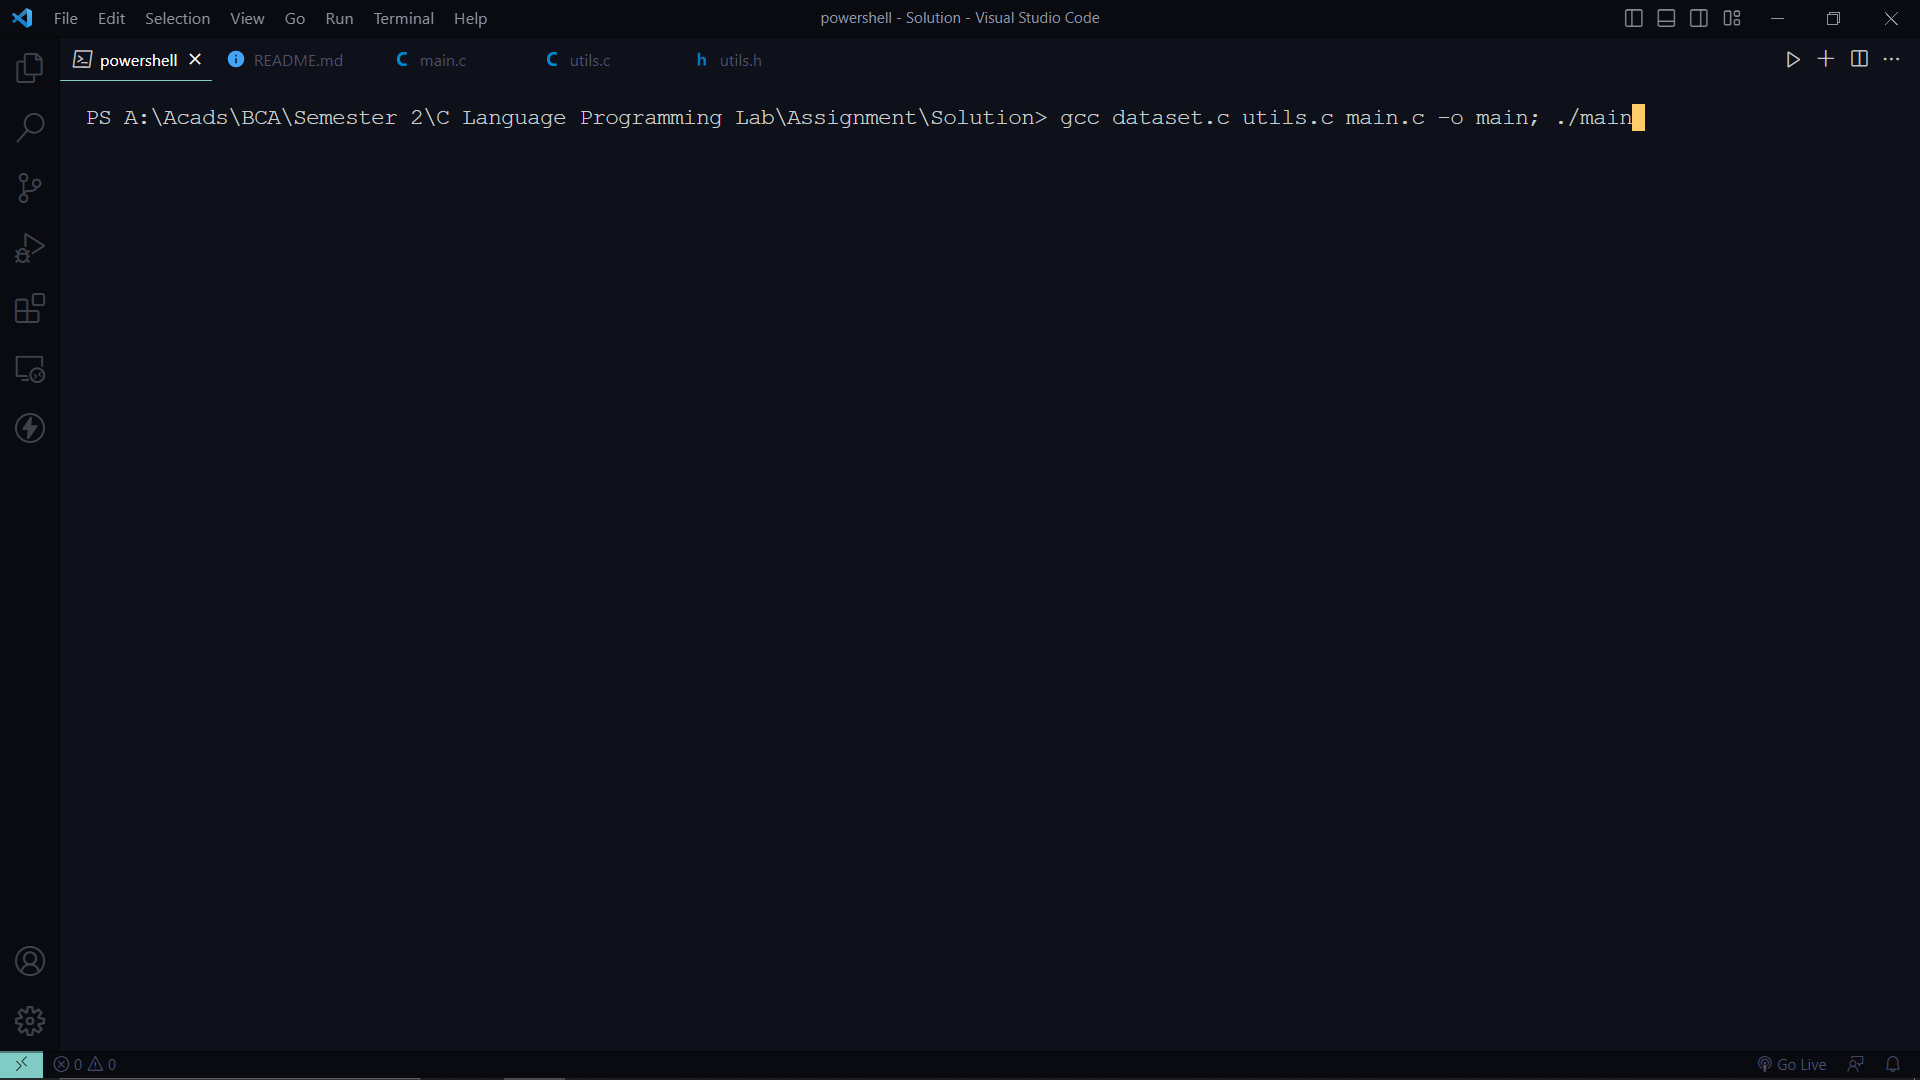 File Edit Selection View Go Run Terminal Help
powershell - Solution - Visual Studio Code
powershell README.md C main.c C utils.c h utils.h
PS A:\Acads\BCA\Semester 2\C Language Programming Lab\Assignment\Solution> gcc dataset.c utils.c main.c -o main; ./main
0 0 Go Live